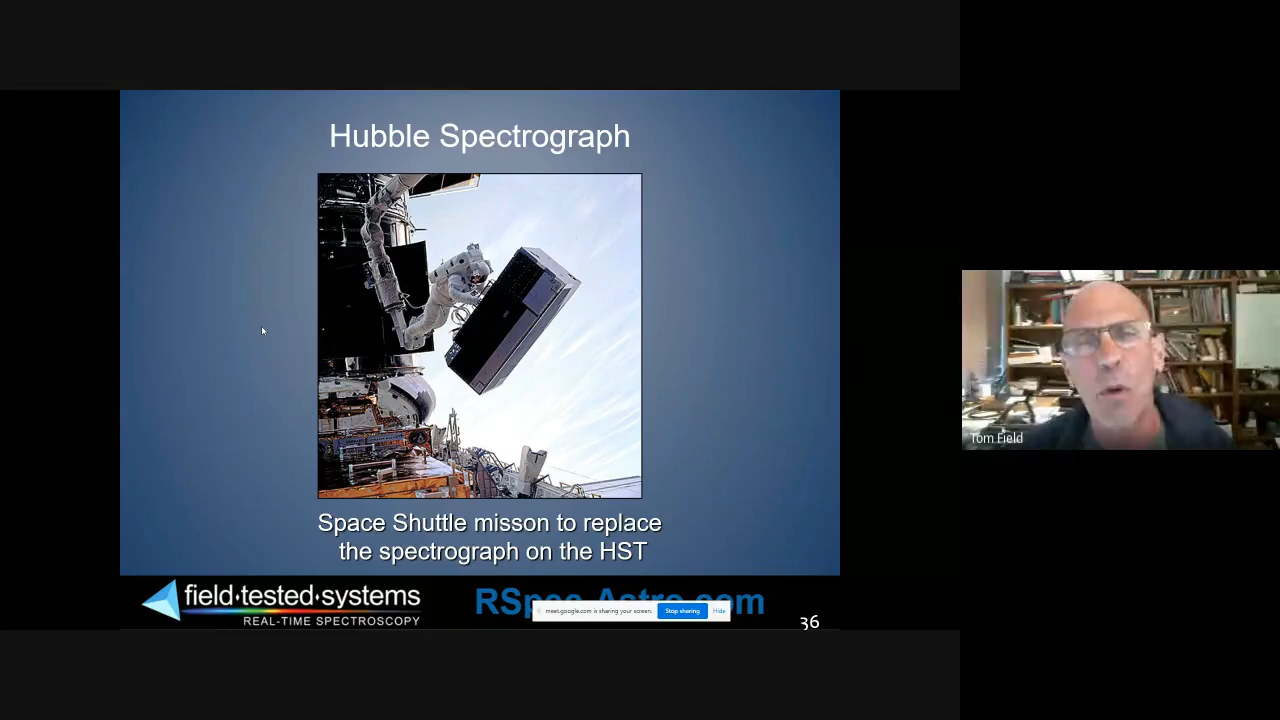 Hubble Spectrograph
Space Shuttle misson to replace
the spectrograph on the HST
field·tested·systems
REAL-TIME SPECTROSCOPY
RSpec-Astro.com
meet.google.com is sharing your screen.
Stop sharing
Hide
36
Tom Field